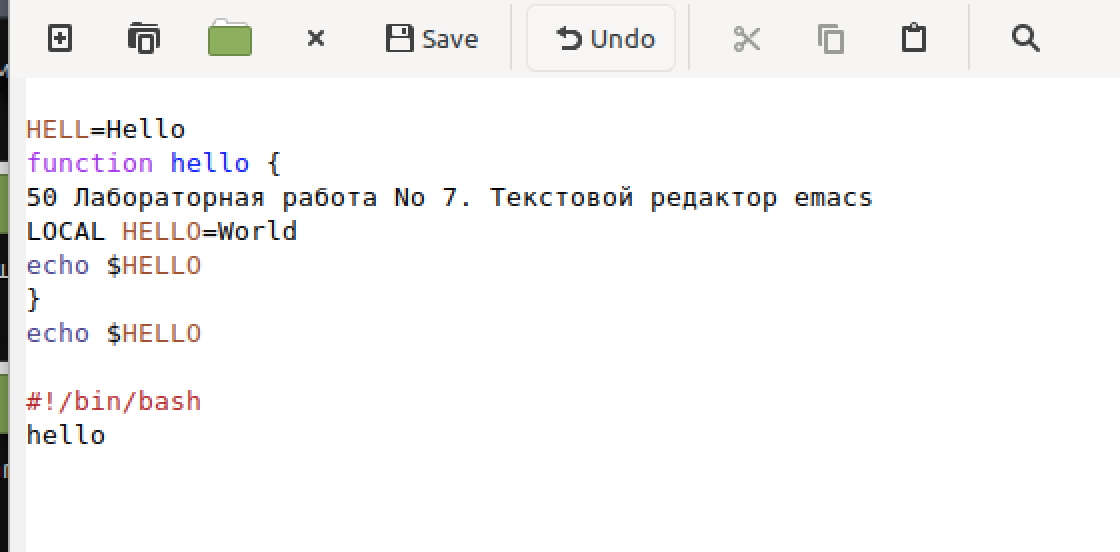 Save Undo
HELL=Hello
function hello {
50 Лабораторная работа No 7. Текстовой редактор emacs
LOCAL HELLO=World
echo $HELLO
}
echo $HELLO
#!/bin/bash
hello